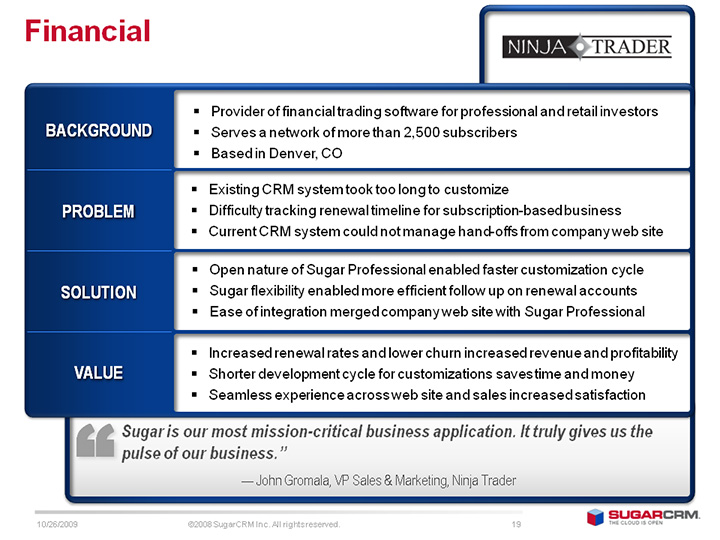 Financial
NINJA TRADER
BACKGROUND
▪ Provider of financial trading software for professional and retail investors
▪ Serves a network of more than 2,500 subscribers
▪ Based in Denver, CO
PROBLEM
▪ Existing CRM system took too long to customize
▪ Difficulty tracking renewal timeline for subscription-based business
▪ Current CRM system could not manage hand-offs from company web site
SOLUTION
▪ Open nature of Sugar Professional enabled faster customization cycle
▪ Sugar flexibility enabled more efficient follow up on renewal accounts
▪ Ease of integration merged company web site with Sugar Professional
VALUE
▪ Increased renewal rates and lower churn increased revenue and profitability
▪ Shorter development cycle for customizations saves time and money
▪ Seamless experience across web site and sales increased satisfaction
“ Sugar is our most mission-critical business application. It truly gives us the
pulse of our business.”
— John Gromala, VP Sales & Marketing, Ninja Trader
10/26/2009 ©2008 SugarCRM Inc. All rights reserved. 19
SUGARCRM.
THE CLOUD IS OPEN